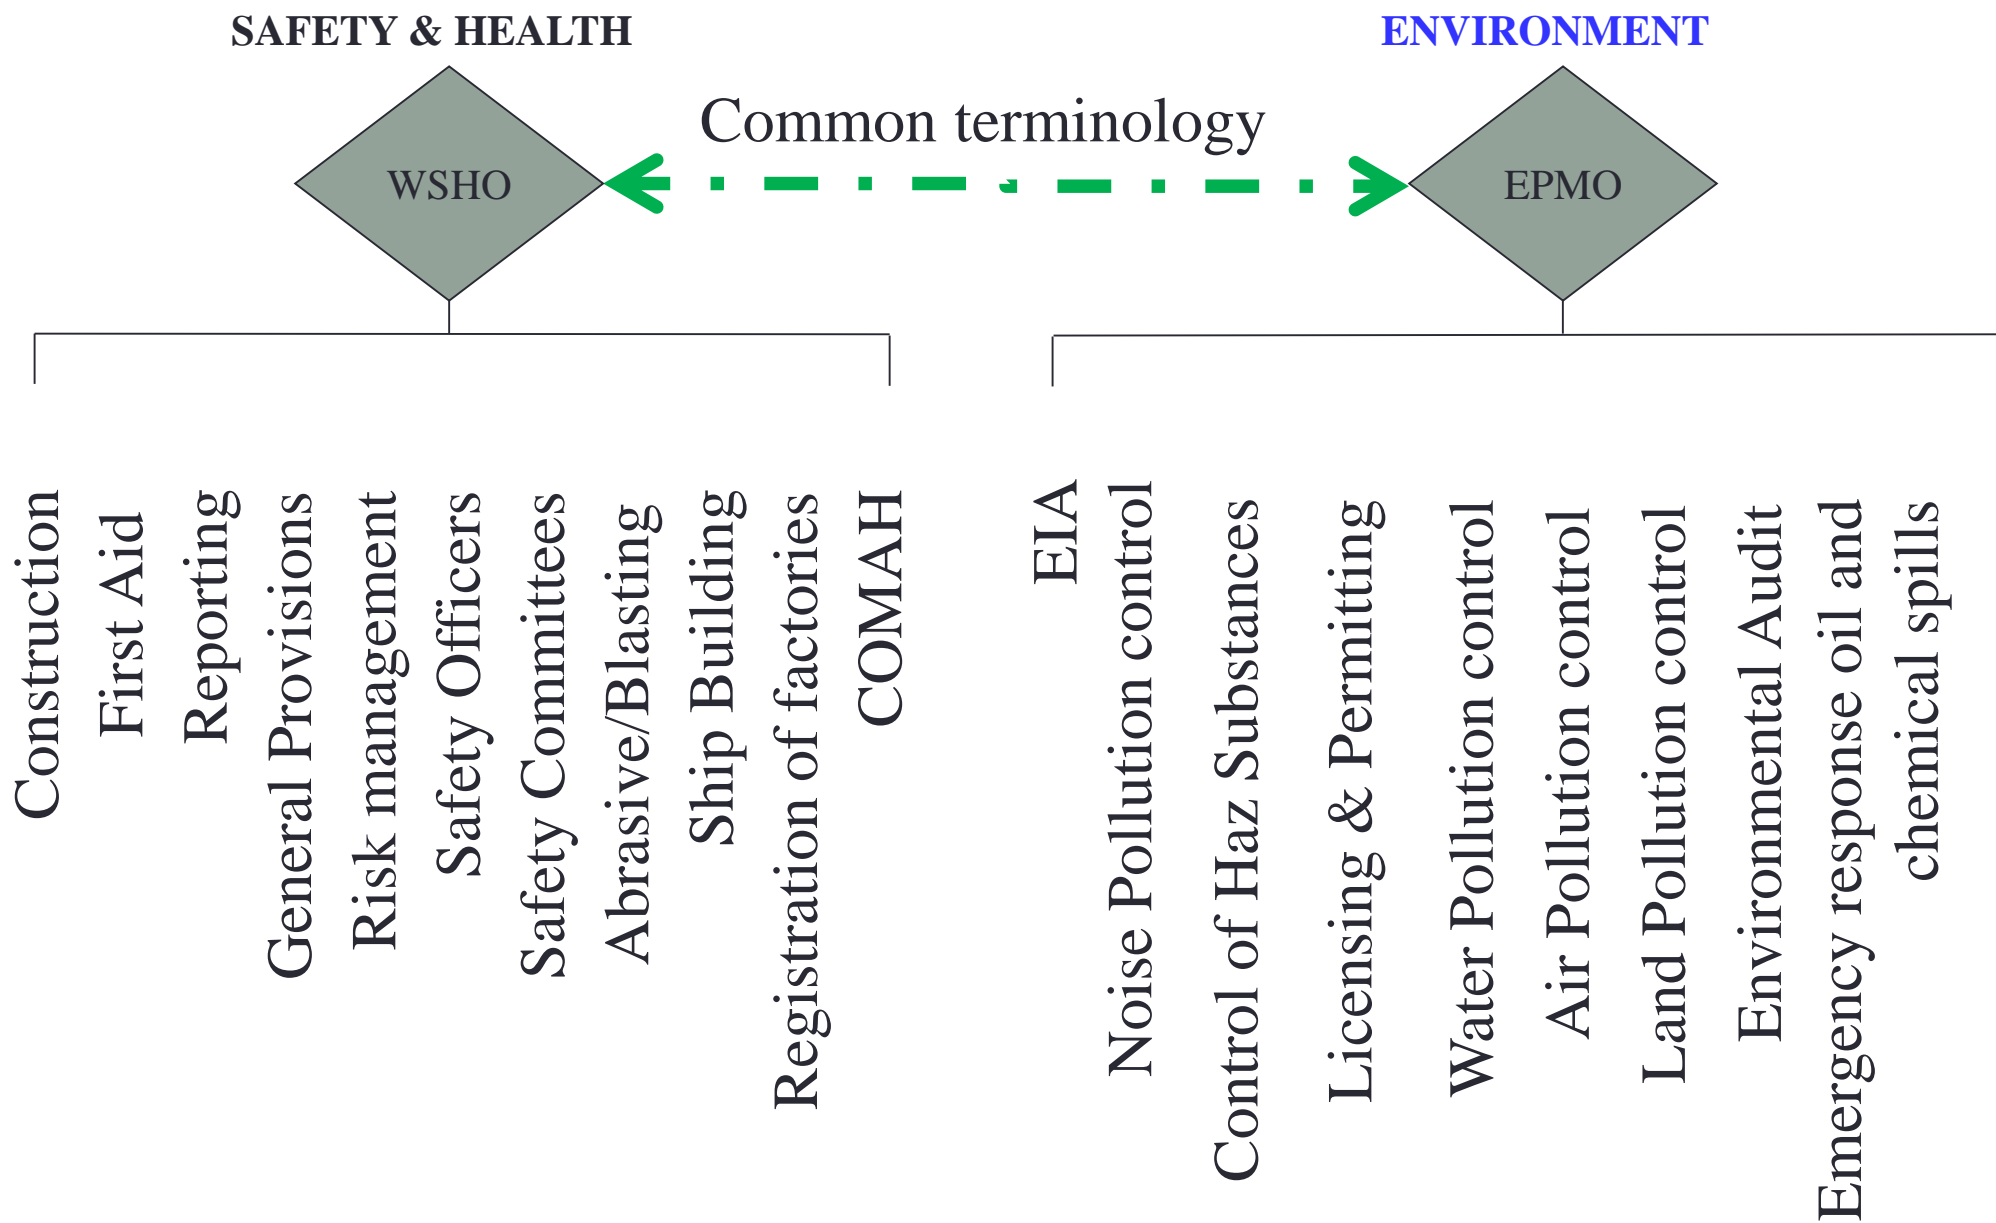 SAFETY & HEALTH
ENVIRONMENT
Common terminology
WSHO
EPMO
Construction
First Aid
Reporting
General Provisions
Risk management
Safety Officers
Safety Committees
Abrasive/Blasting
Ship Building
Registration of factories
COMAH
EIA
Noise Pollution control
Control of Haz Substances
Licensing & Permitting
Water Pollution control
Air Pollution control
Land Pollution control
Environmental Audit
Emergency response oil and
chemical spills